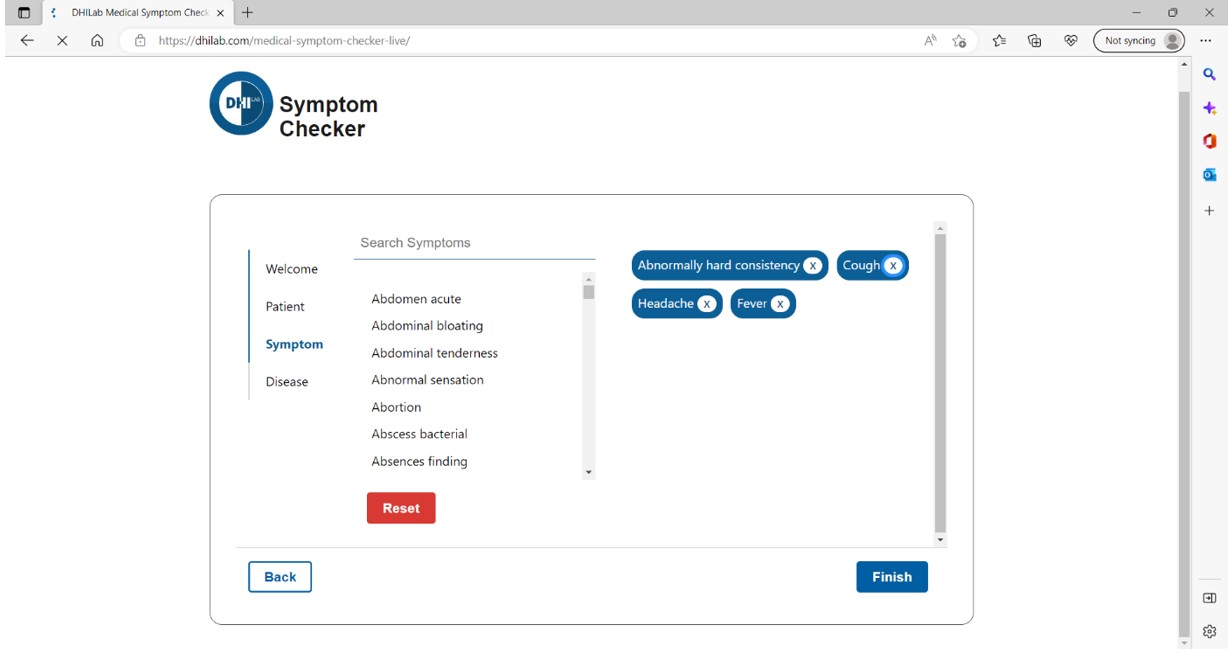 DHILab Medical Symptom Check
https://dhilab.com/medical-symptom-checker-live/
Not syncing
DHI LAB
Symptom
Checker
Welcome
Patient
Symptom
Disease
Search Symptoms
Abdomen acute
Abdominal bloating
Abdominal tenderness
Abnormal sensation
Abortion
Abscess bacterial
Absences finding
Reset
Abnormally hard consistency x
Cough x
Headache x
Fever x
Back
Finish